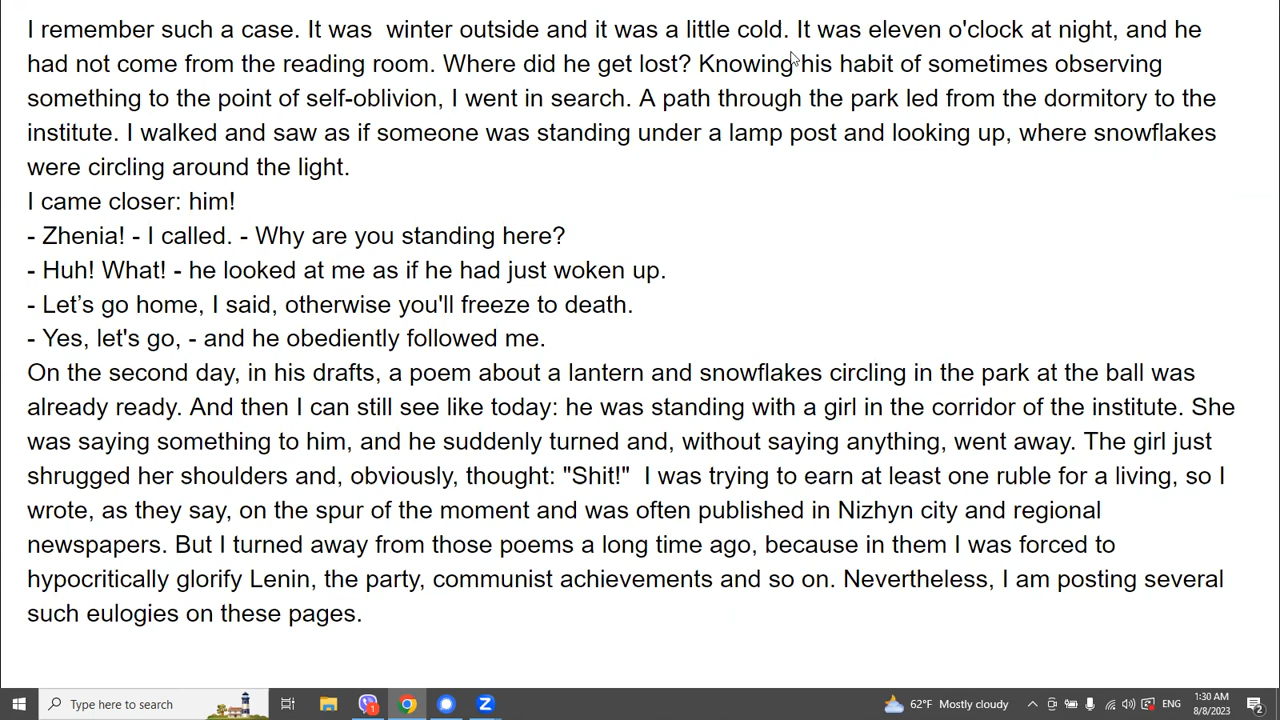 I remember such a case. It was  winter outside and it was a little cold. It was eleven o'clock at night, and he
had not come from the reading room. Where did he get lost? Knowing his habit of sometimes observing
something to the point of self-oblivion, I went in search. A path through the park led from the dormitory to the
institute. I walked and saw as if someone was standing under a lamp post and looking up, where snowflakes
were circling around the light.
I came closer: him!
- Zhenia! - I called. - Why are you standing here?
- Huh! What! - he looked at me as if he had just woken up.
- Let’s go home, I said, otherwise you'll freeze to death.
- Yes, let's go, - and he obediently followed me.
On the second day, in his drafts, a poem about a lantern and snowflakes circling in the park at the ball was
already ready. And then I can still see like today: he was standing with a girl in the corridor of the institute. She
was saying something to him, and he suddenly turned and, without saying anything, went away. The girl just
shrugged her shoulders and, obviously, thought: "Shit!"  I was trying to earn at least one ruble for a living, so I
wrote, as they say, on the spur of the moment and was often published in Nizhyn city and regional
newspapers. But I turned away from those poems a long time ago, because in them I was forced to
hypocritically glorify Lenin, the party, communist achievements and so on. Nevertheless, I am posting several
such eulogies on these pages.
Type here to search
1
62°F Mostly cloudy
ENG
1:30 AM
8/8/2023
2